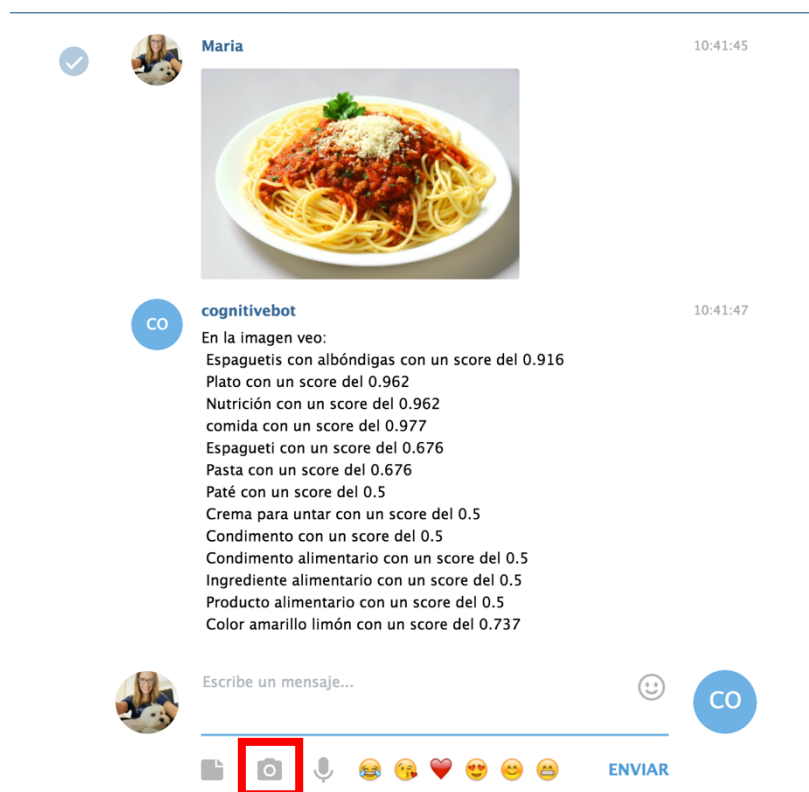 Maria 10:41:45
CO
cognitivebot 10:41:47
En la imagen veo:
Espaguetis con albóndigas con un score del 0.916
Plato con un score del 0.962
Nutrición con un score del 0.962
comida con un score del 0.977
Espagueti con un score del 0.676
Pasta con un score del 0.676
Paté con un score del 0.5
Crema para untar con un score del 0.5
Condimento con un score del 0.5
Condimento alimentario con un score del 0.5
Ingrediente alimentario con un score del 0.5
Producto alimentario con un score del 0.5
Color amarillo limón con un score del 0.737
Escribe un mensaje...
CO
ENVIAR